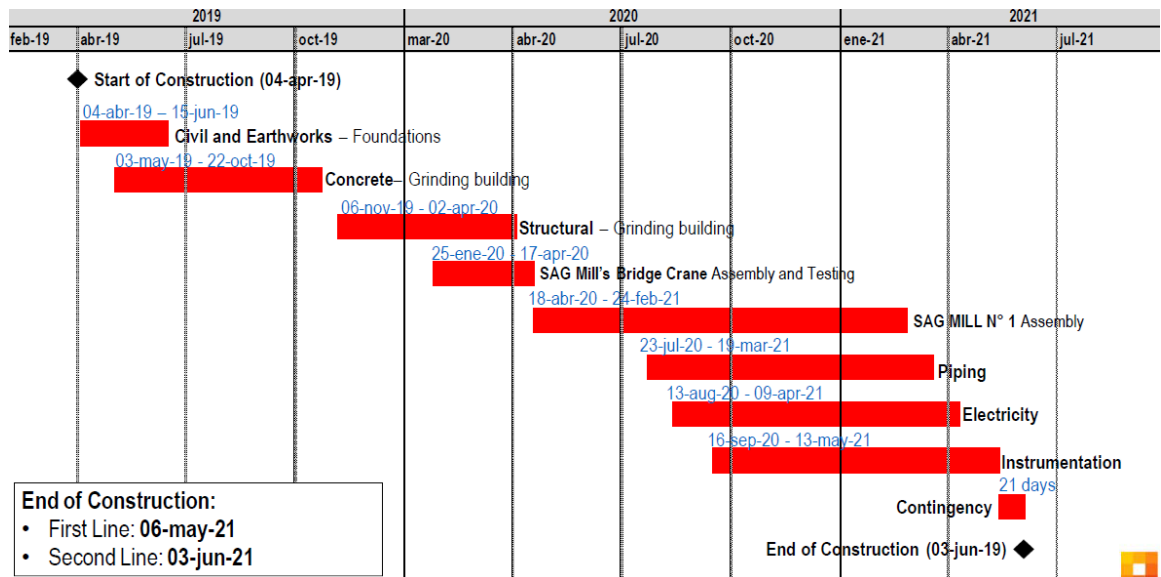 2019 2020 2021
feb-19 abr-19 jul-19 oct-19 mar-20 abr-20 jul-20 oct-20 ene-21 abr-21 jul-21
Start of Construction (04-apr-19)
04-abr-19 – 15-jun-19
Civil and Earthworks – Foundations
03-may-19 - 22-oct-19
Concrete– Grinding building
06-nov-19 - 02-apr-20
Structural – Grinding building
25-ene-20 - 17-apr-20
SAG Mill's Bridge Crane Assembly and Testing
18-abr-20 - 24-feb-21
SAG MILL N° 1 Assembly
23-jul-20 - 19-mar-21
Piping
13-aug-20 - 09-apr-21
Electricity
16-sep-20 - 13-may-21
Instrumentation
21 days
Contingency
End of Construction (03-jun-19)
End of Construction:
• First Line: 06-may-21
• Second Line: 03-jun-21